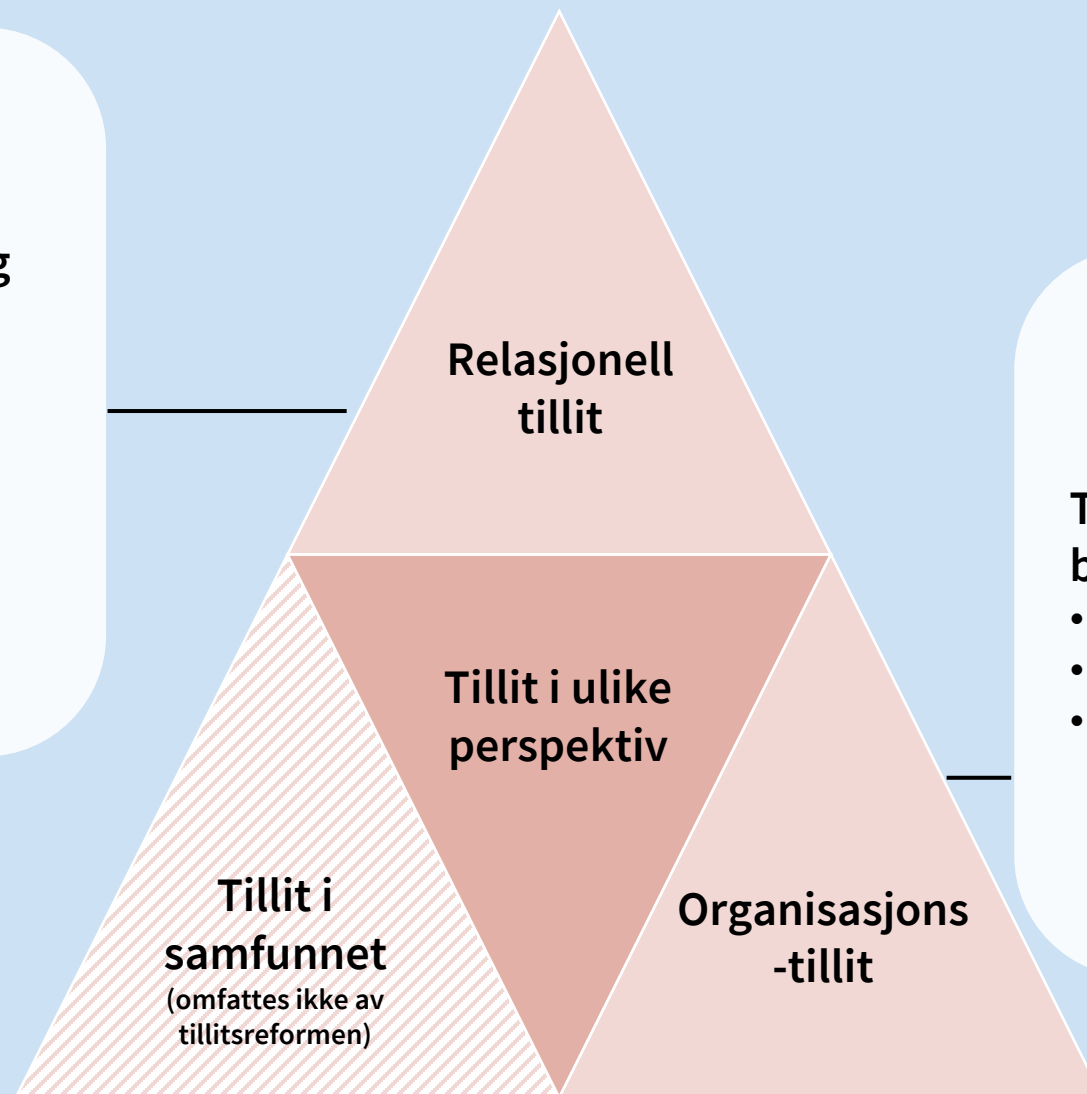 Relasjonell
tillit
Tillit i ulike
perspektiv
Tillit i
samfunnet
(omfattes ikke av
tillitsreformen)
Organisasjons
-tillit